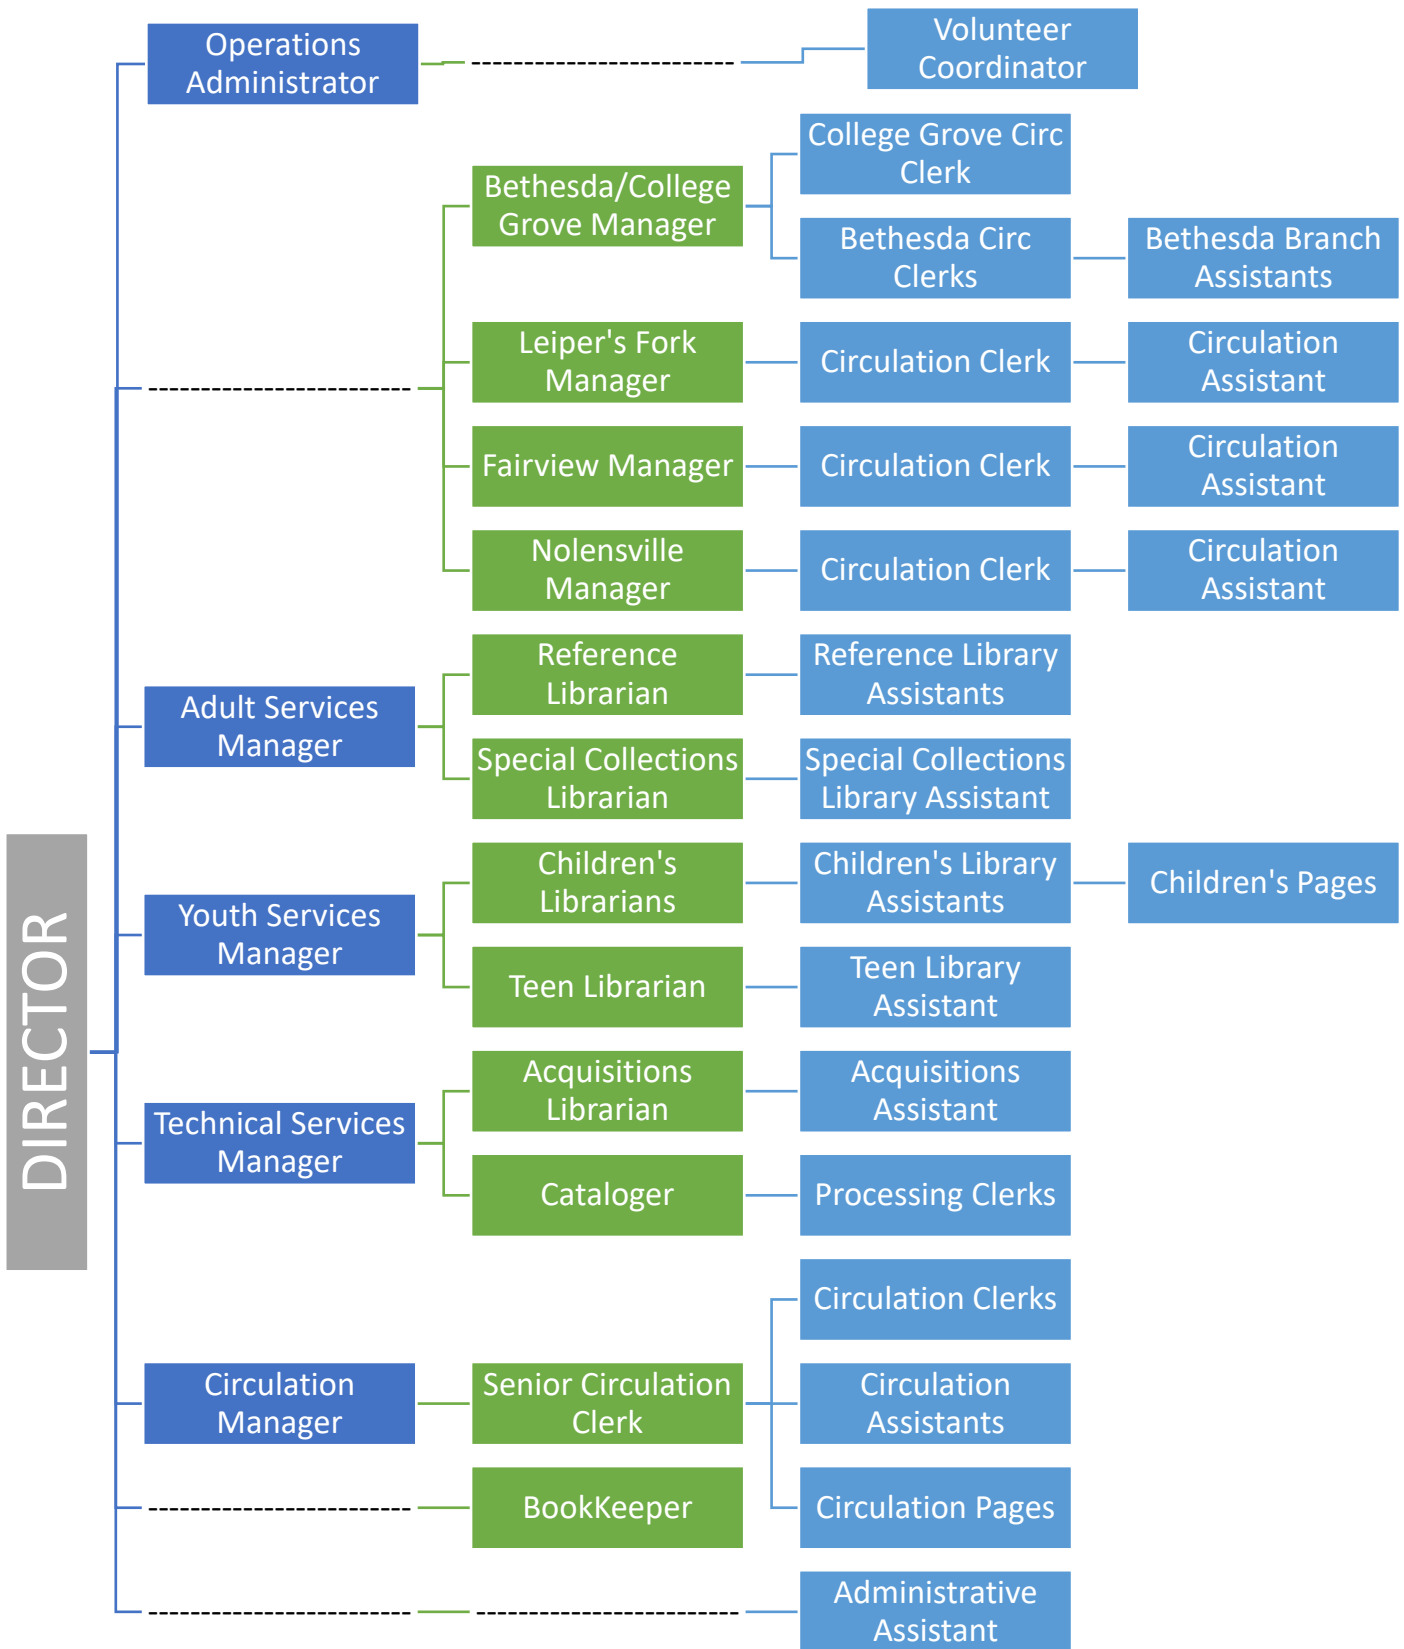 Operations
Administrator
Volunteer
Coordinator
College Grove Circ
Clerk
Bethesda/College
Grove Manager
Bethesda Circ
Clerks
Bethesda Branch
Assistants
Leiper's Fork
Manager
Circulation Clerk
Circulation
Assistant
Fairview Manager
Circulation Clerk
Circulation
Assistant
Nolensville
Manager
Circulation Clerk
Circulation
Assistant
Adult Services
Manager
Reference
Librarian
Reference Library
Assistants
Special Collections
Librarian
Special Collections
Library Assistant
DIRECTOR
Youth Services
Manager
Children's
Librarians
Children's Library
Assistants
Children's Pages
Teen Librarian
Teen Library
Assistant
Technical Services
Manager
Acquisitions
Librarian
Acquisitions
Assistant
Cataloger
Processing Clerks
Circulation
Manager
Senior Circulation
Clerk
Circulation Clerks
Circulation
Assistants
Circulation Pages
BookKeeper
Administrative
Assistant